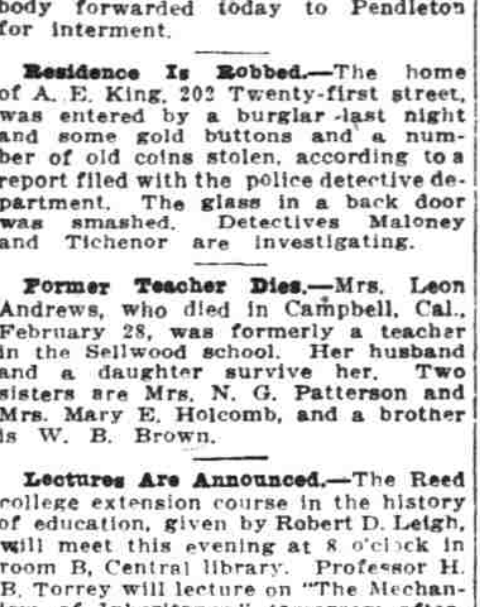 body forwarded today to Pendleton
for interment.
Residence Is Robbed.—The home
of A. E. King, 202 Twenty-first street,
was entered by a burglar last night
and some gold buttons and a num-
ber of old coins stolen, according to a
report filed with the police detective de-
partment. The glass in a back door
was smashed. Detectives Maloney
and Tichenor are investigating.
Former Teacher Dies.—Mrs. Leon
Andrews, who died in Campbell, Cal.,
February 28, was formerly a teacher
in the Sellwood school. Her husband
and a daughter survive her. Two
sisters are Mrs. N. G. Patterson and
Mrs. Mary E. Holcomb, and a brother
is W. B. Brown.
Lectures Are Announced.—The Reed
college extension course in the history
of education, given by Robert D. Leigh,
will meet this evening at 8 o'clock in
room B, Central library. Professor H.
B. Torrey will lecture on "The Mechan-